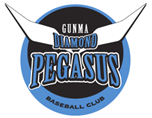 GUNMA
DIAMOND
PEGASUS
BASEBALL CLUB